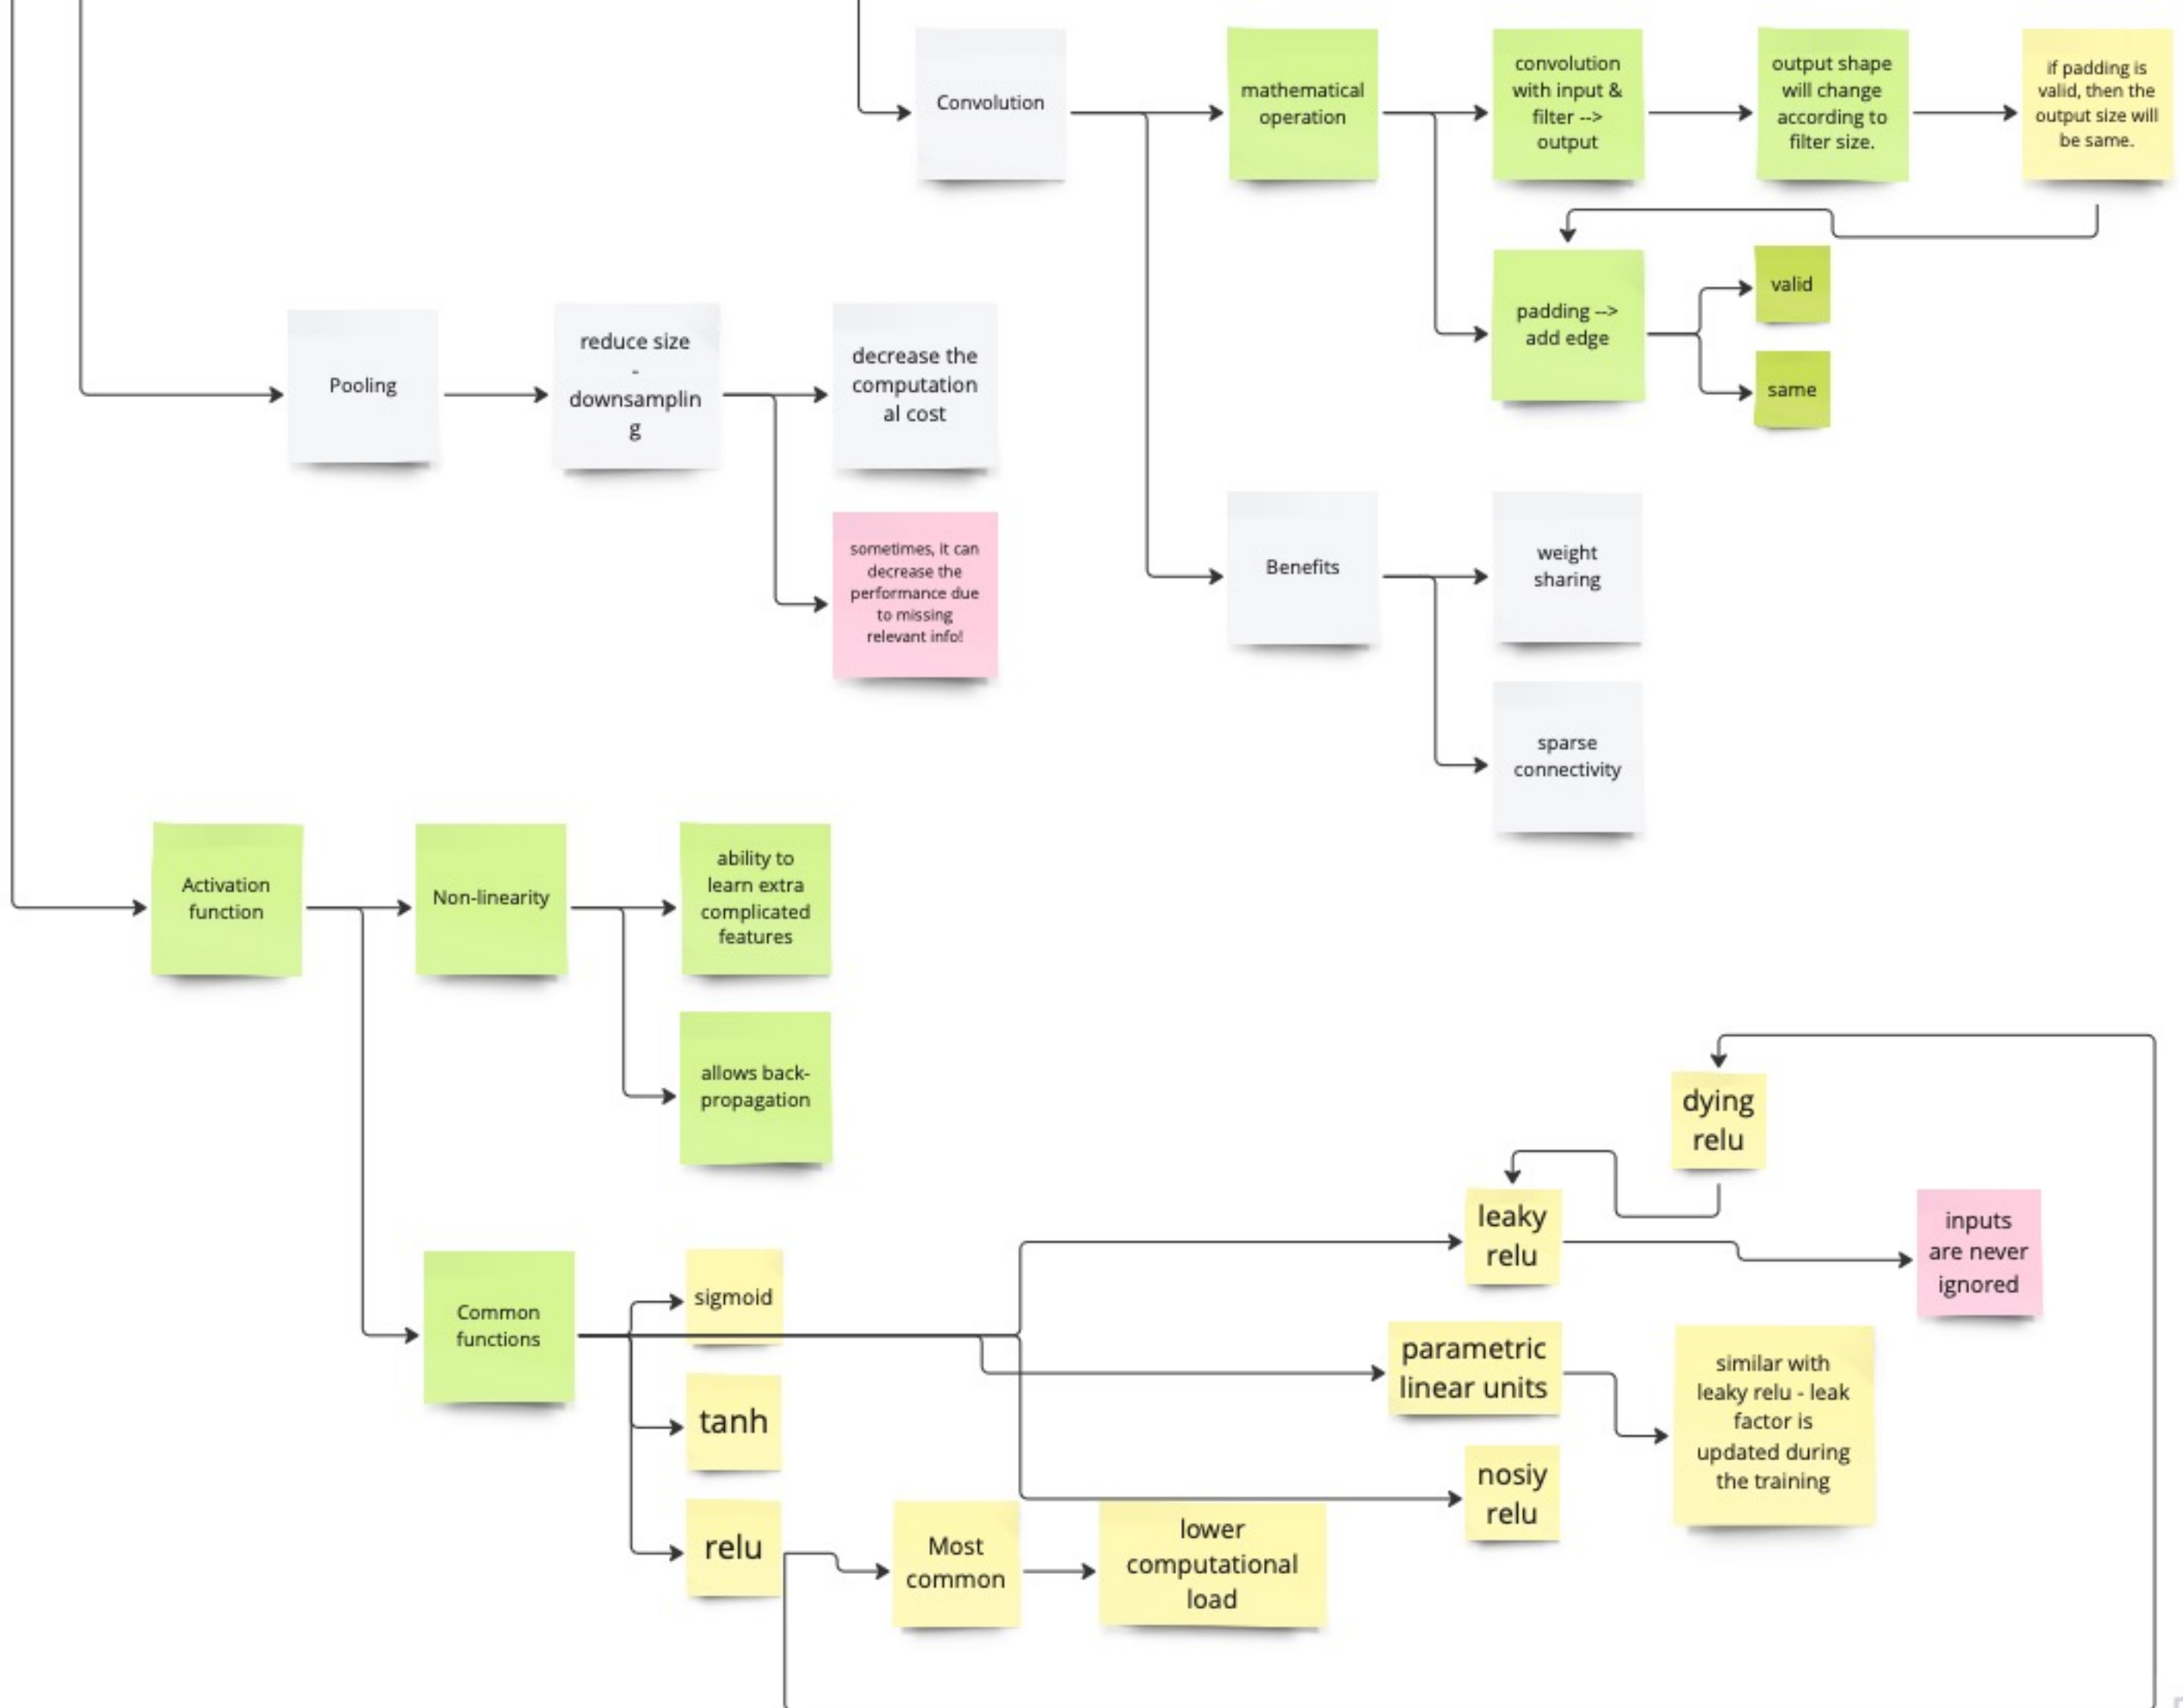 Convolution
mathematical
operation
convolution
with input &
filter -->
output
output shape
will change
according to
filter size.
if padding is
valid, then the
output size will
be same.
padding -->
add edge
valid
same
Pooling
reduce size
-
downsamplin
g
decrease the
computation
al cost
sometimes, it can
decrease the
performance due
to missing
relevant info!
Benefits
weight
sharing
sparse
connectivity
Activation
function
Non-linearity
ability to
learn extra
complicated
features
allows back-
propagation
Common
functions
sigmoid
tanh
relu
Most
common
lower
computational
load
dying
relu
leaky
relu
inputs
are never
ignored
parametric
linear units
similar with
leaky relu - leak
factor is
updated during
the training
nosiy
relu